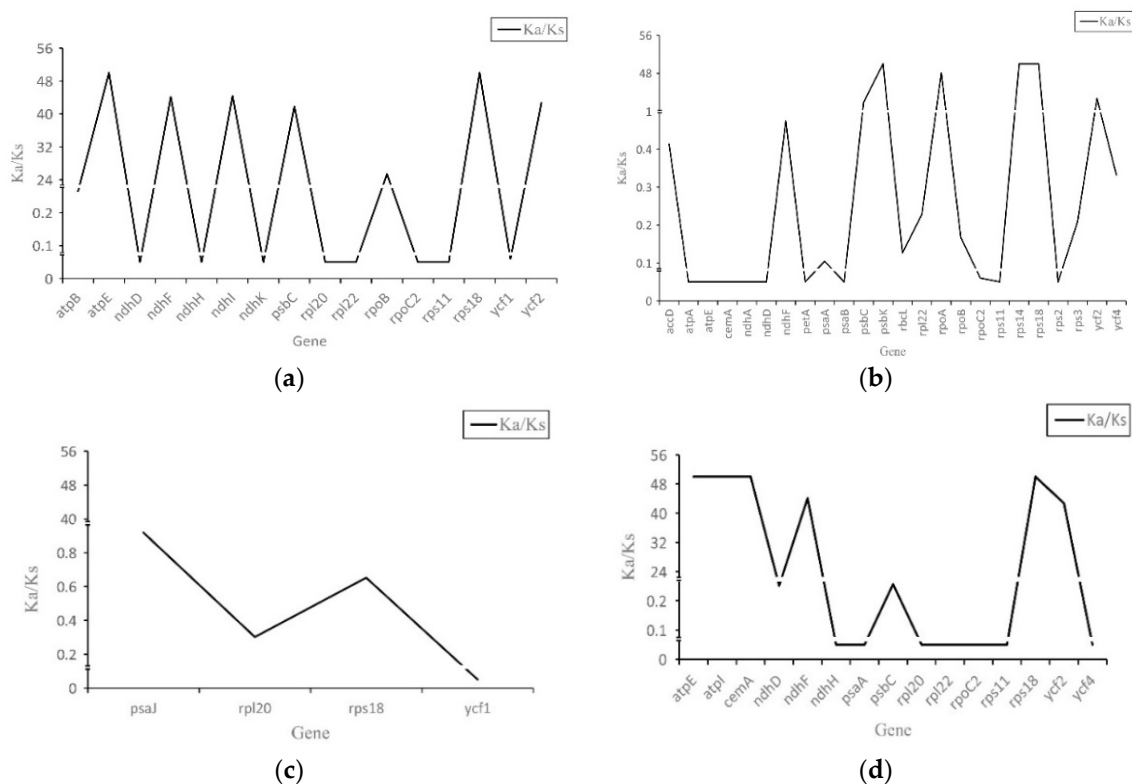 Ka/Ks
56
48
40
32
24
0.2
0.1
0
Ka/Ks
atpB atpE ndhD ndhF ndhH ndhI ndhK psbC rpl20 rpl22 rpoB rpoC2 rps11 rps18 ycf1 ycf2
Gene
(a)
Ka/Ks
56
48
1
0.4
0.3
0.2
0.1
0
Ka/Ks
accD atpA atpE cemA ndhA ndhD ndhF petA psaA psaB psbC psbK rbcL rpl22 rpoA rpoB rpoC2 rps11 rps14 rps18 rps2 rps3 ycf2 ycf4
Gene
(b)
Ka/Ks
56
48
40
0.8
0.6
0.4
0.2
0
Ka/Ks
psaJ rpl20 rps18 ycf1
Gene
(c)
Ka/Ks
56
48
40
32
24
0.2
0.1
0
Ka/Ks
atpE atpI cemA ndhD ndhF ndhH psaA psbC rpl20 rpl22 rpoC2 rps11 rps18 ycf2 ycf4
Gene
(d)